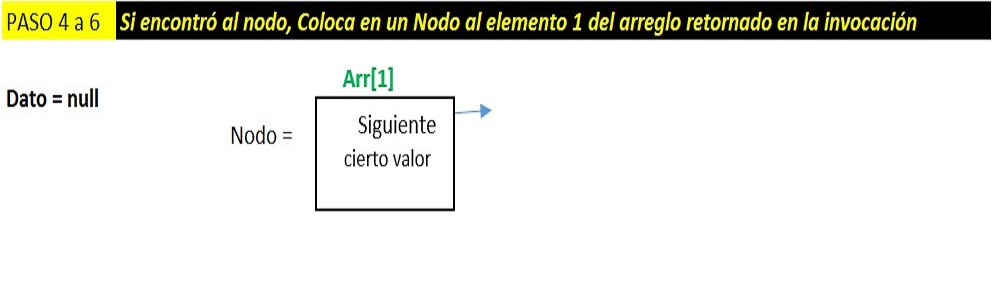 PASO 4 a 6 Si encontró al nodo, Coloca en un Nodo al elemento 1 del arreglo retornado en la invocación
Arr[1]
Dato = null
Nodo =
Siguiente
cierto valor